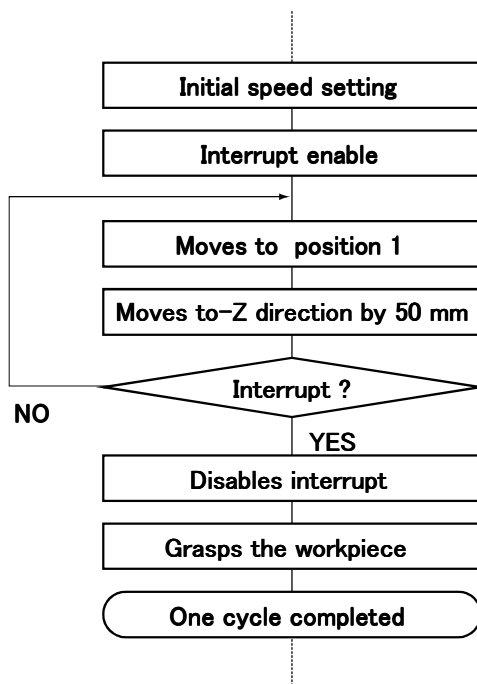 Initial speed setting
Interrupt enable
Moves to position 1
Moves to-Z direction by 50 mm
Interrupt ?
NO
YES
Disables interrupt
Grasps the workpiece
One cycle completed